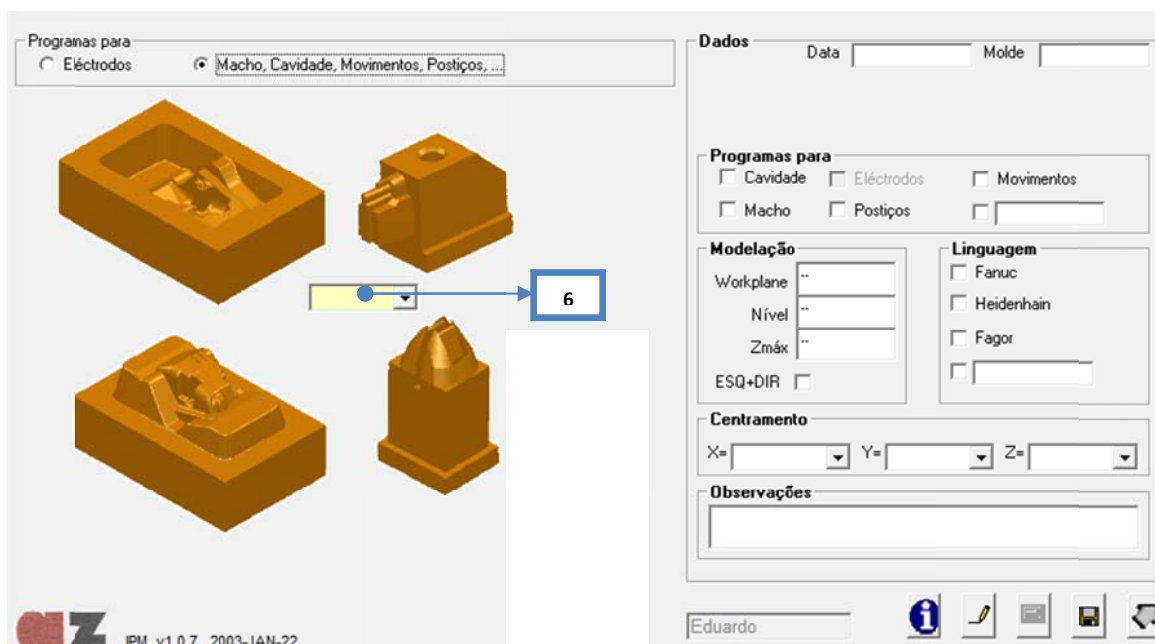 Programas para
Eléctrodos
Macho, Cavidade, Movimentos, Postiços, ...
6
az
IPM v1.0.7 2003-JAN-22
Dados
Data
Molde
Programas para
Cavidade Eléctrodos Movimentos
Macho Postiços
Modelação
Workplane --
Nível --
Zmáx --
ESQ+DIR
Linguagem
Fanuc
Heidenhain
Fagor
Centramento
X= Y= Z=
Observações
Eduardo
i